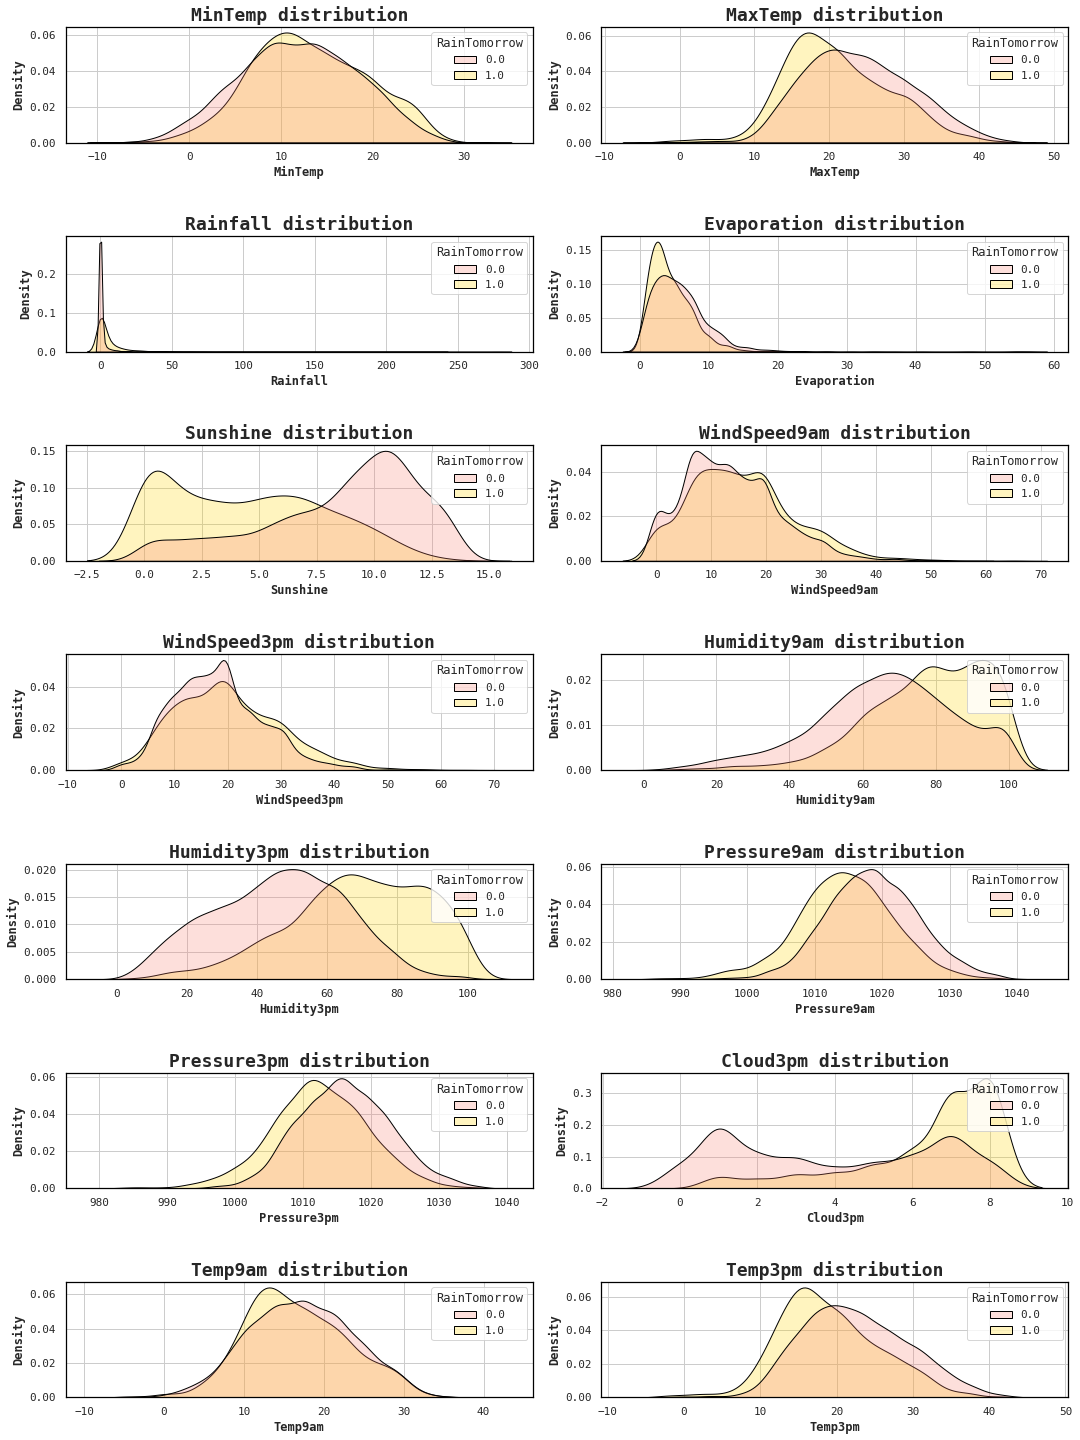 MinTemp distribution
0.06
0.04
0.02
0.00
Density
RainTomorrow
0.0
1.0
−10 0 10 20 30
MinTemp
MaxTemp distribution
0.06
0.04
0.02
0.00
Density
RainTomorrow
0.0
1.0
−10 0 10 20 30 40 50
MaxTemp
Rainfall distribution
0.2
0.1
0.0
Density
RainTomorrow
0.0
1.0
0 50 100 150 200 250 300
Rainfall
Evaporation distribution
0.15
0.10
0.05
0.00
Density
RainTomorrow
0.0
1.0
0 10 20 30 40 50 60
Evaporation
Sunshine distribution
0.15
0.10
0.05
0.00
Density
RainTomorrow
0.0
1.0
−2.5 0.0 2.5 5.0 7.5 10.0 12.5 15.0
Sunshine
WindSpeed9am distribution
0.04
0.02
0.00
Density
RainTomorrow
0.0
1.0
0 10 20 30 40 50 60 70
WindSpeed9am
WindSpeed3pm distribution
0.04
0.02
0.00
Density
RainTomorrow
0.0
1.0
−10 0 10 20 30 40 50 60 70
WindSpeed3pm
Humidity9am distribution
0.02
0.01
0.00
Density
RainTomorrow
0.0
1.0
0 20 40 60 80 100
Humidity9am
Humidity3pm distribution
0.020
0.015
0.010
0.005
0.000
Density
RainTomorrow
0.0
1.0
0 20 40 60 80 100
Humidity3pm
Pressure9am distribution
0.06
0.04
0.02
0.00
Density
RainTomorrow
0.0
1.0
980 990 1000 1010 1020 1030 1040
Pressure9am
Pressure3pm distribution
0.06
0.04
0.02
0.00
Density
RainTomorrow
0.0
1.0
980 990 1000 1010 1020 1030 1040
Pressure3pm
Cloud3pm distribution
0.3
0.2
0.1
0.0
Density
RainTomorrow
0.0
1.0
−2 0 2 4 6 8 10
Cloud3pm
Temp9am distribution
0.06
0.04
0.02
0.00
Density
RainTomorrow
0.0
1.0
−10 0 10 20 30 40
Temp9am
Temp3pm distribution
0.06
0.04
0.02
0.00
Density
RainTomorrow
0.0
1.0
−10 0 10 20 30 40 50
Temp3pm